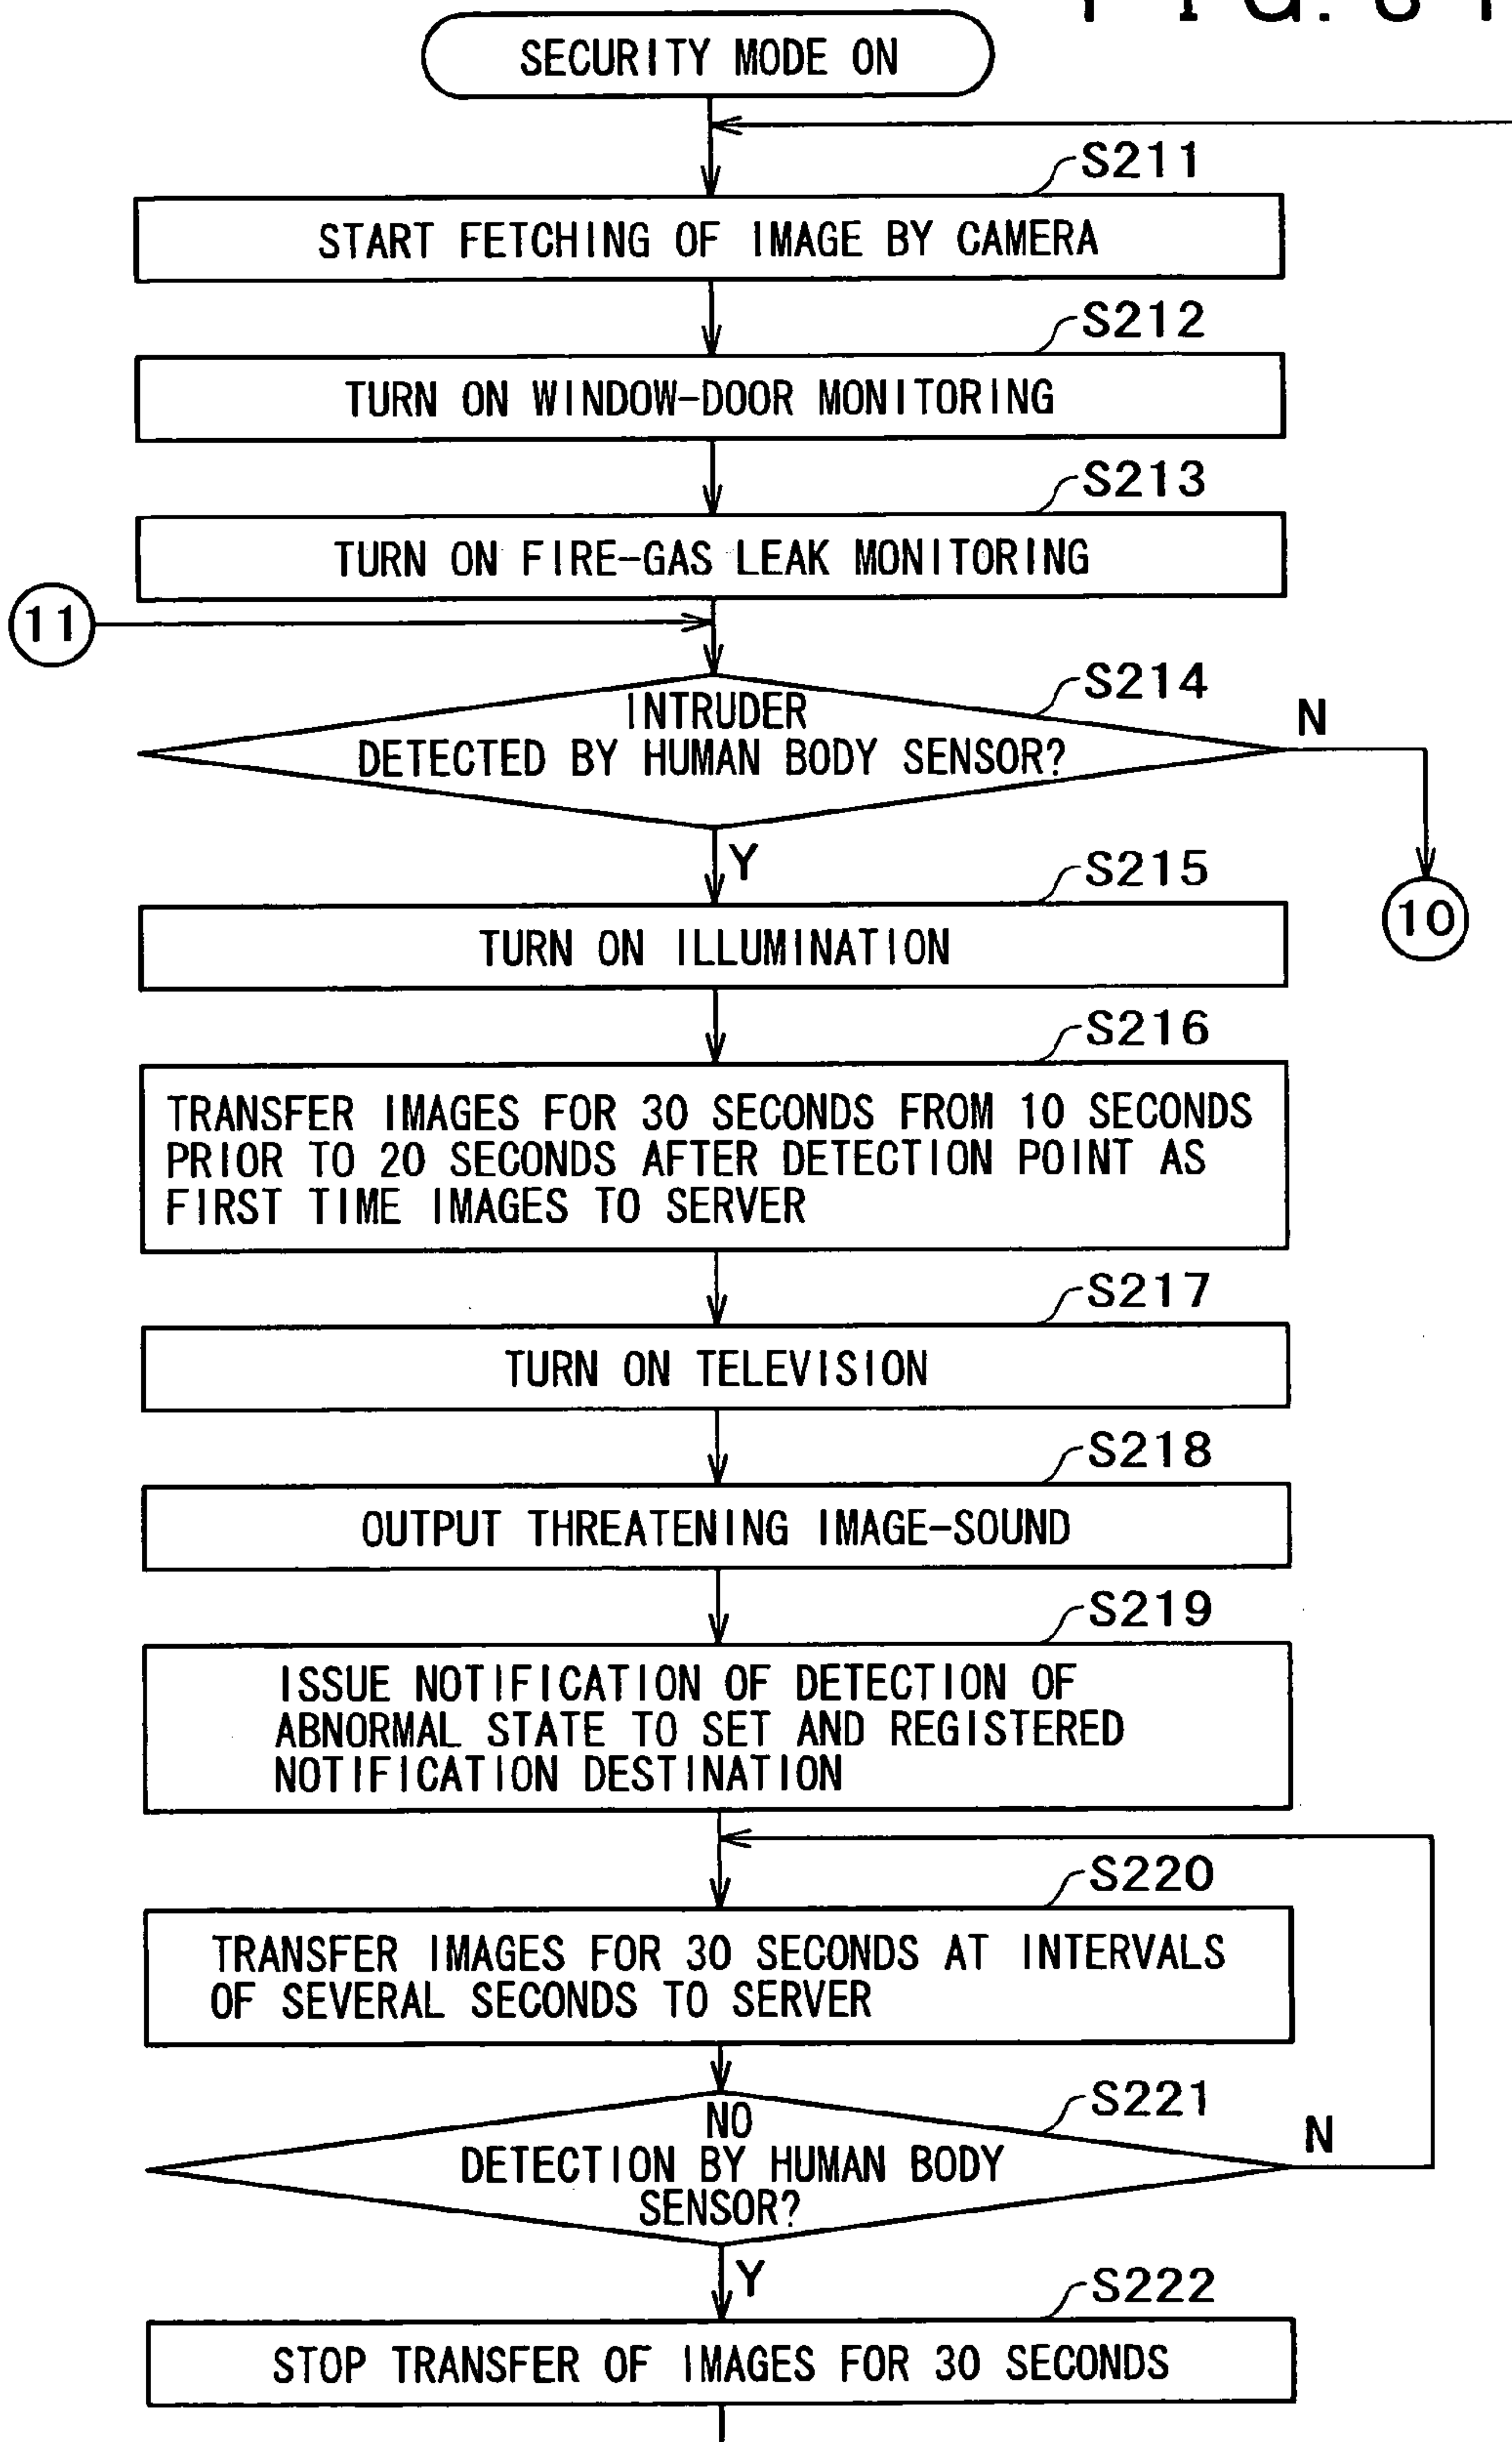 SECURITY MODE ON
S211
START FETCHING OF IMAGE BY CAMERA
S212
TURN ON WINDOW-DOOR MONITORING
S213
TURN ON FIRE-GAS LEAK MONITORING
11
S214
INTRUDER
DETECTED BY HUMAN BODY SENSOR?
N
Y
10
S215
TURN ON ILLUMINATION
S216
TRANSFER IMAGES FOR 30 SECONDS FROM 10 SECONDS
PRIOR TO 20 SECONDS AFTER DETECTION POINT AS
FIRST TIME IMAGES TO SERVER
S217
TURN ON TELEVISION
S218
OUTPUT THREATENING IMAGE-SOUND
S219
ISSUE NOTIFICATION OF DETECTION OF
ABNORMAL STATE TO SET AND REGISTERED
NOTIFICATION DESTINATION
S220
TRANSFER IMAGES FOR 30 SECONDS AT INTERVALS
OF SEVERAL SECONDS TO SERVER
S221
NO
DETECTION BY HUMAN BODY
SENSOR?
N
Y
S222
STOP TRANSFER OF IMAGES FOR 30 SECONDS